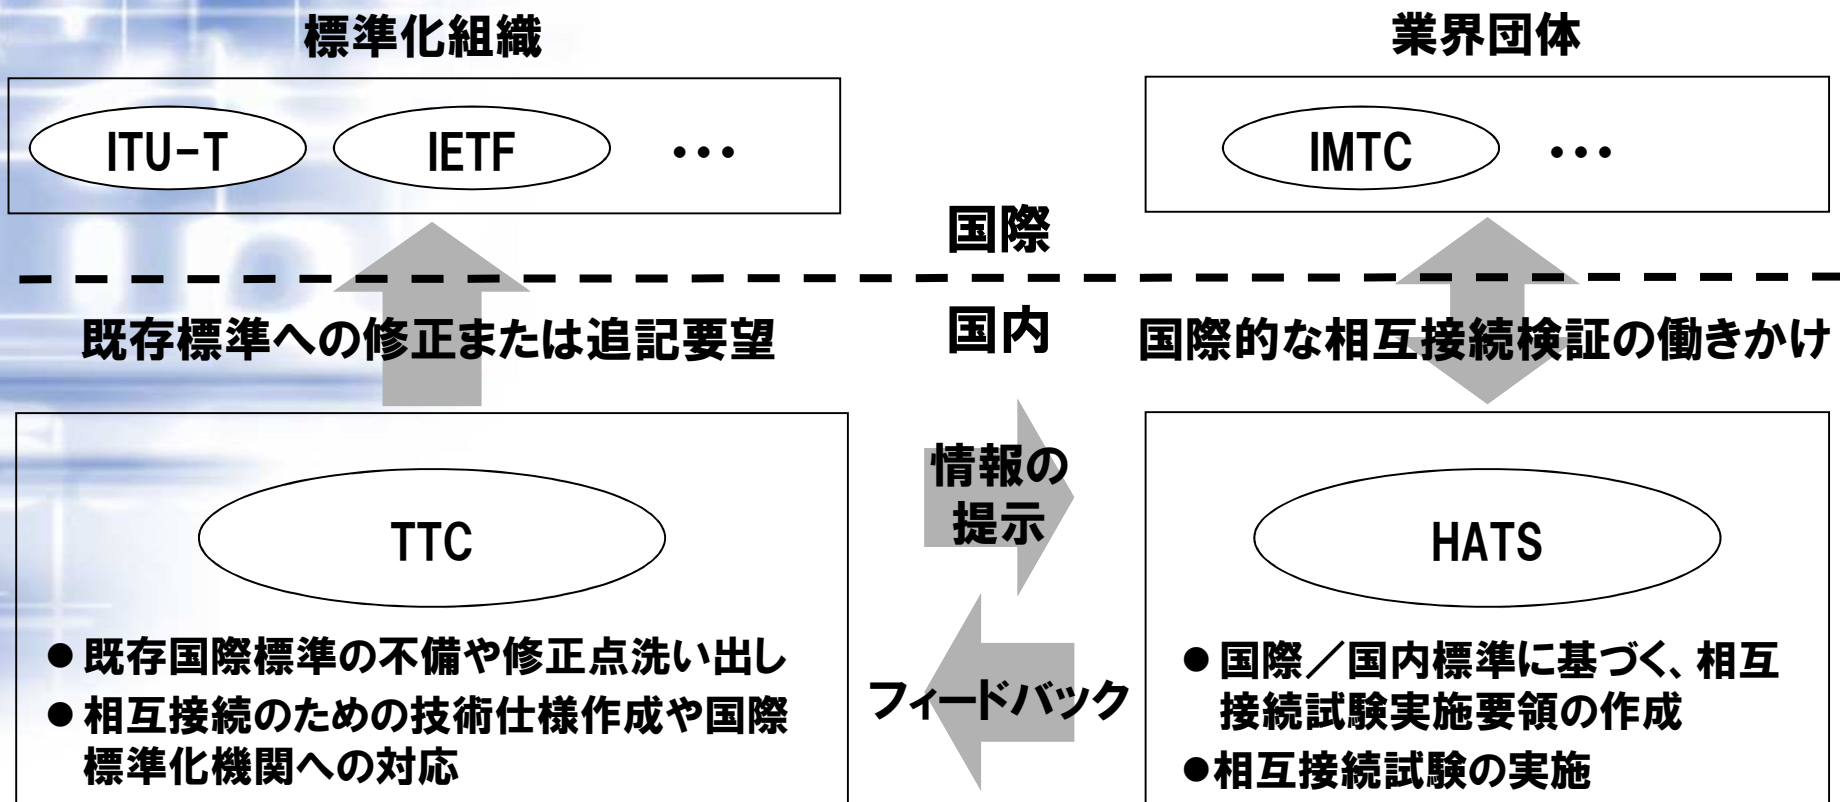 標準化組織
業界団体
ITU-T
IETF
・・・
IMTC
・・・
国際
国内
既存標準への修正または追記要望
国際的な相互接続検証の働きかけ
TTC
●既存国際標準の不備や修正点洗い出し
●相互接続のための技術仕様作成や国際
標準化機関への対応
情報の
提示
フィードバック
HATS
●国際／国内標準に基づく、相互
接続試験実施要領の作成
●相互接続試験の実施